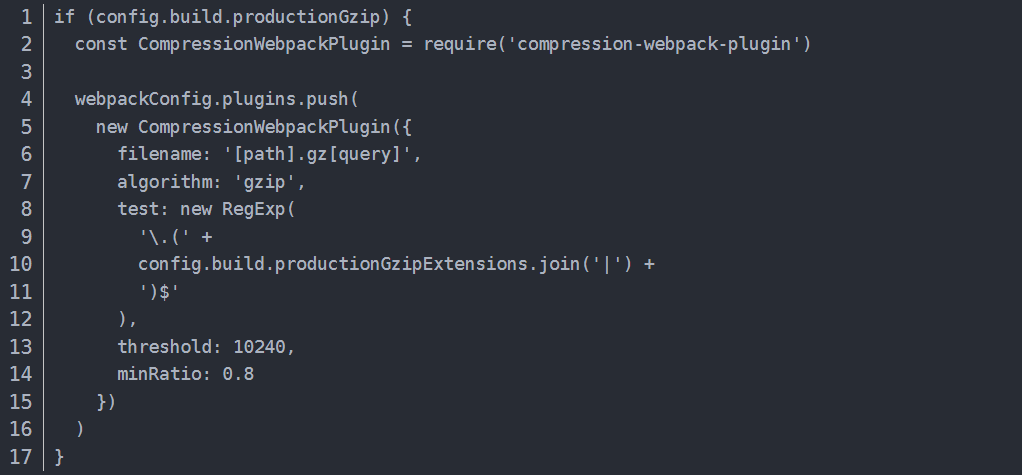 1 if (config.build.productionGzip) {
2   const CompressionWebpackPlugin = require('compression-webpack-plugin')
3
4   webpackConfig.plugins.push(
5     new CompressionWebpackPlugin({
6       filename: '[path].gz[query]',
7       algorithm: 'gzip',
8       test: new RegExp(
9         '\.(' +
10         config.build.productionGzipExtensions.join('|') +
11         ')$'
12       ),
13       threshold: 10240,
14       minRatio: 0.8
15     })
16   )
17 }